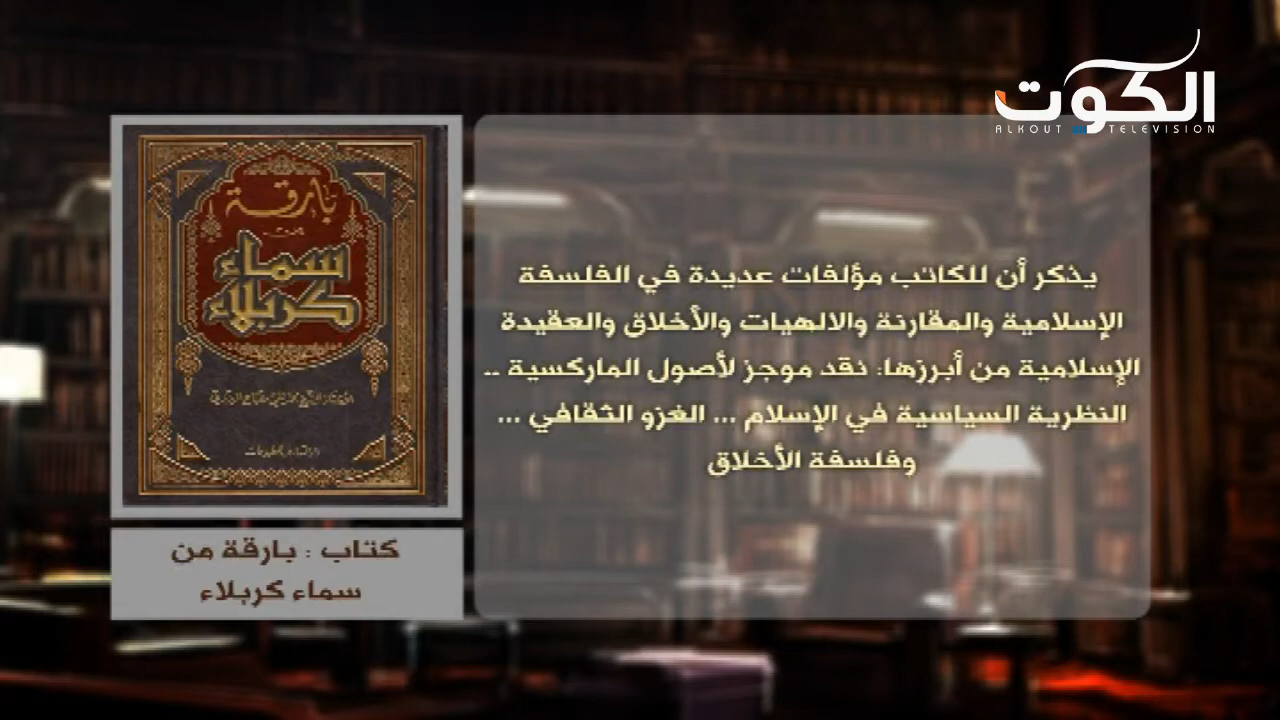 الكوت
ALKOUT TELEVISION
بارقة
من
سماء
كربلاء
يذكر أن للكاتب مؤلفات عديدة في الفلسفة
الإسلامية والمقارنة والالهيات والأخلاق والعقيدة
الإسلامية من أبرزها: نقد موجز لأصول الماركسية ..
النظرية السياسية في الإسلام ... الغزو الثقافي ...
وفلسفة الأخلاق
كتاب : بارقة من
سماء كربلاء